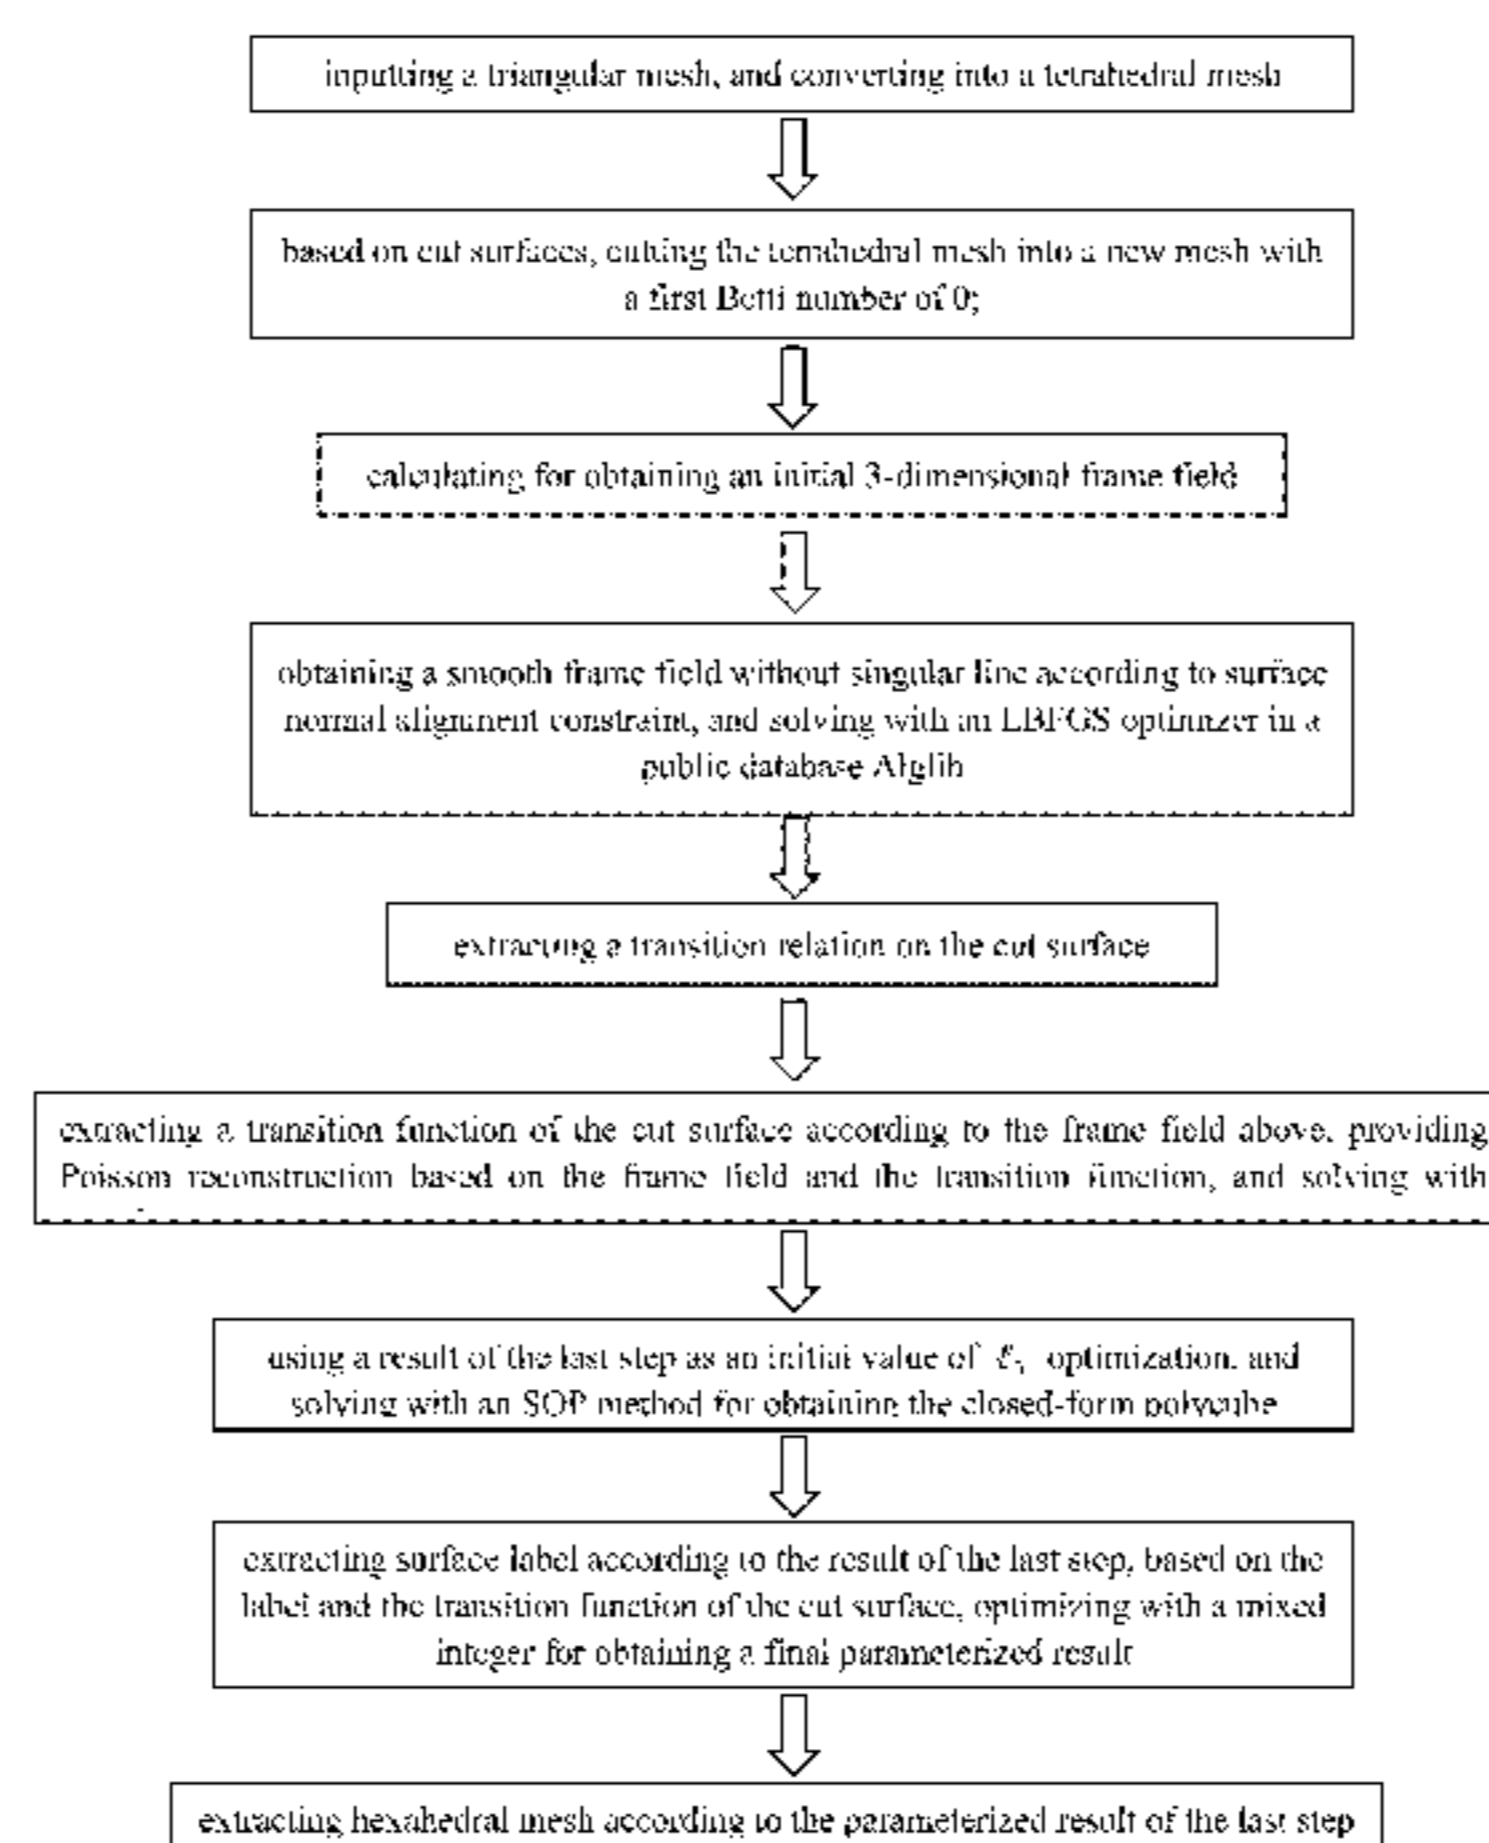 inputting a triangular mesh, and converting into a tetrahedral mesh
based on cut surfaces, cutting the tetrahedral mesh into a new mesh with
a first Betti number of 0;
calculating for obtaining an initial 3-dimensional frame field
obtaining a smooth frame field without singular line according to surface
normal alignment constraint, and solving with an LBFGS optimizer in a
public database Alglib
extracting a transition relation on the cut surface
extracting a transition function of the cut surface according to the frame field above, providing
Poisson reconstruction based on the frame field and the transition function, and solving with
using a result of the last step as an initial value of optimization, and
solving with an SQP method for obtaining the closed-form polycube
extracting surface label according to the result of the last step, based on the
label and the transition function of the cut surface, optimizing with a mixed
integer for obtaining a final parameterized result
extracting hexahedral mesh according to the parameterized result of the last step